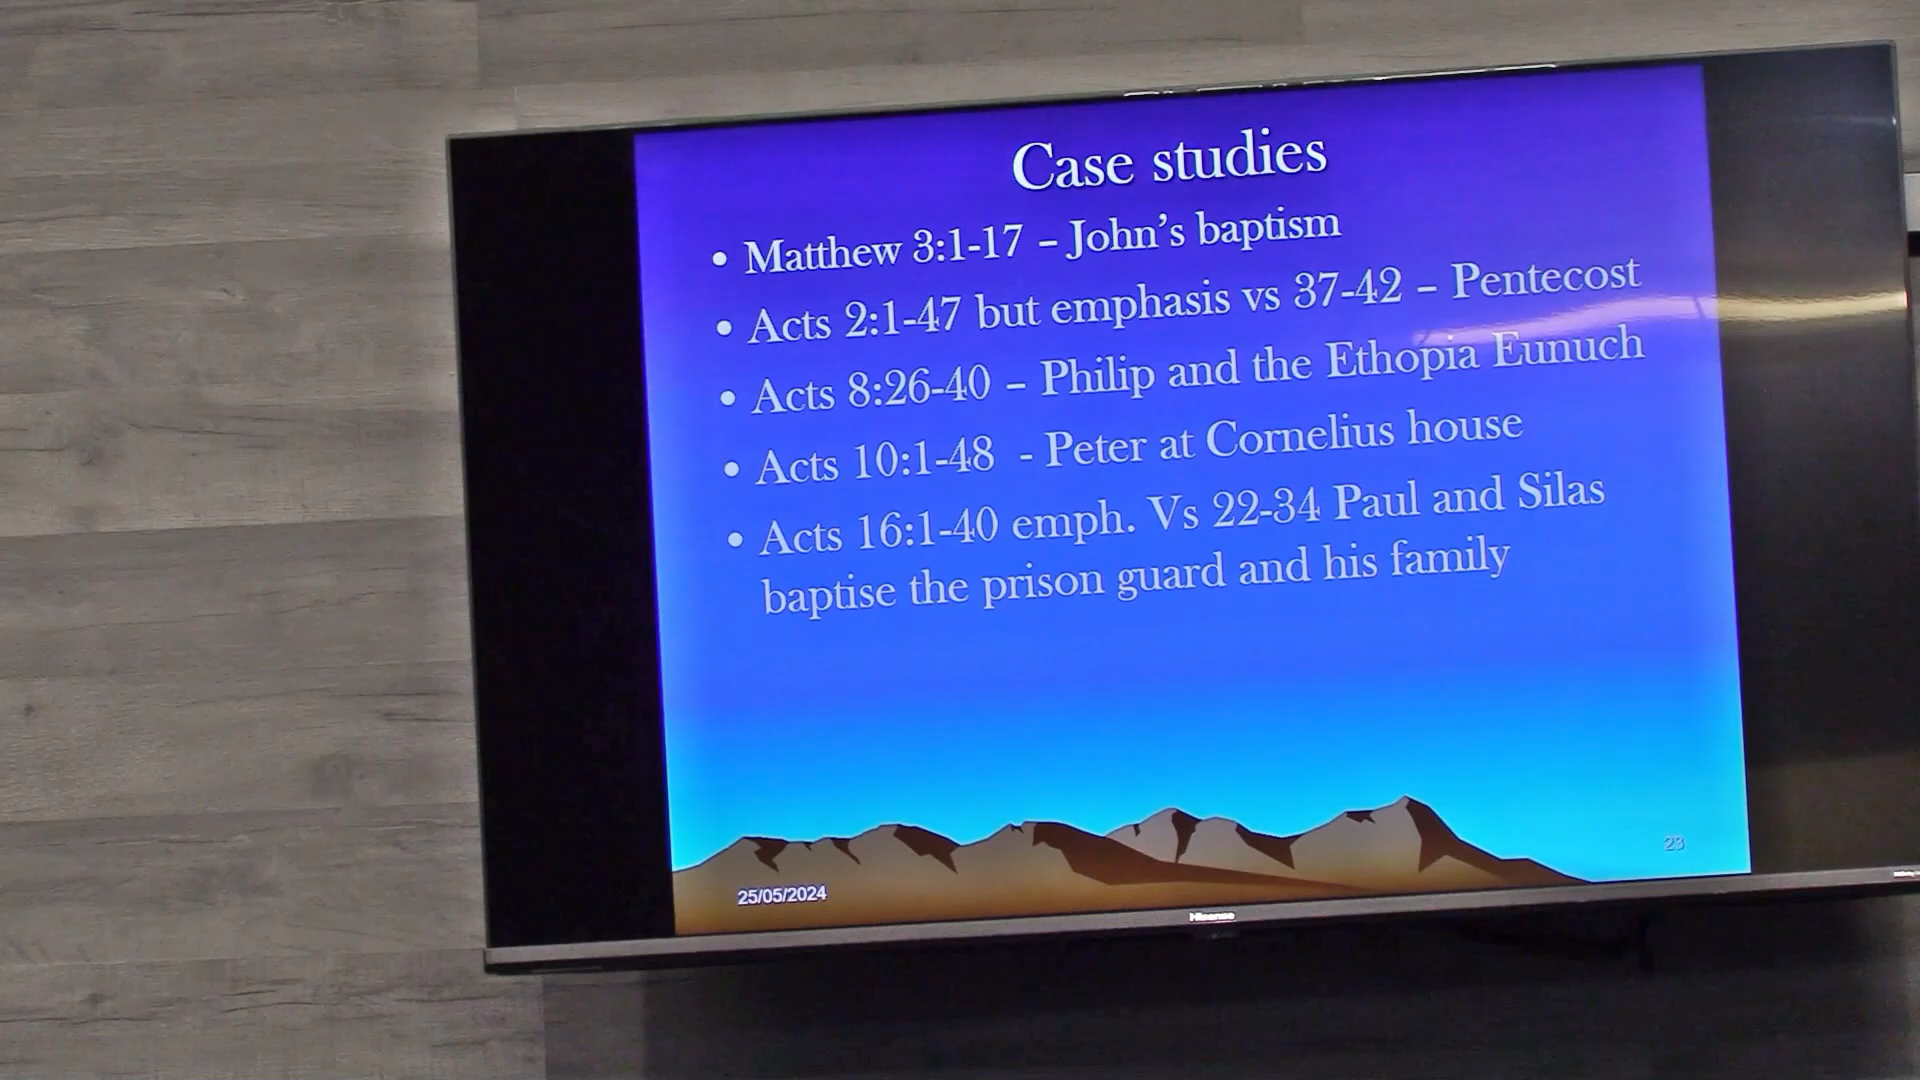 Case studies
• Matthew 3:1-17 – John's baptism
• Acts 2:1-47 but emphasis vs 37-42 – Pentecost
• Acts 8:26-40 – Philip and the Ethopia Eunuch
• Acts 10:1-48 - Peter at Cornelius house
• Acts 16:1-40 emph. Vs 22-34 Paul and Silas
baptise the prison guard and his family
23
25/05/2024
Hisense